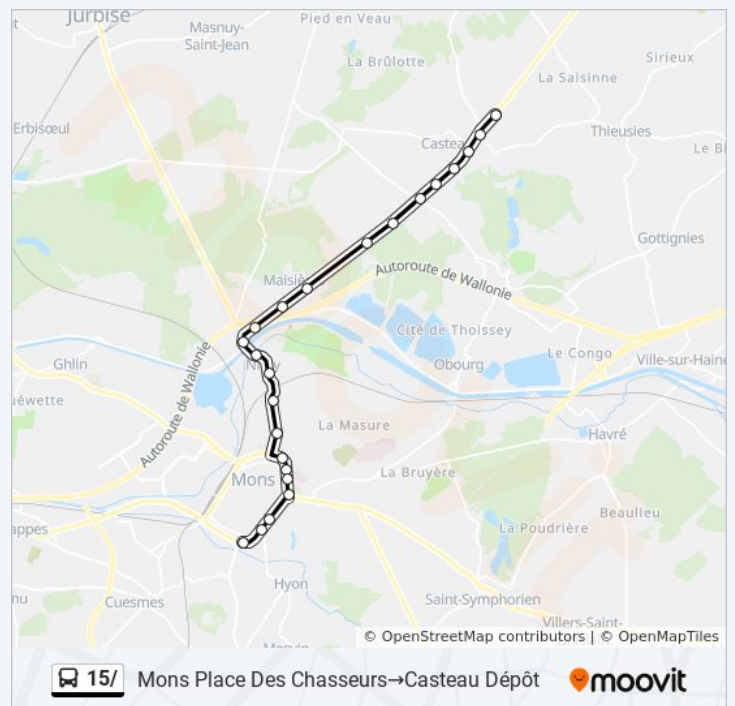 Jurbise
Pied en Veau
Masnuy-
Saint-Jean
Sirieux
La Brûlotte
La Saisinne
Erbisœul
Thieusies
Castea
Le B
Gottignies
Autoroute de Wallonie
Maisiè
Cité de Thoissey
Le Congo
Ville-sur-Haine
Ghlin
Obourg
Autoroute de Wallonie
La Masure
Havré
La Bruyère
Mons
Beaulieu
La Poudrière
appes
Hyon
Cuesmes
Saint-Symphorien
Villers-Saint-
© OpenStreetMap contributors | © OpenMapTiles
15/ Mons Place Des Chasseurs→Casteau Dépôt moovit